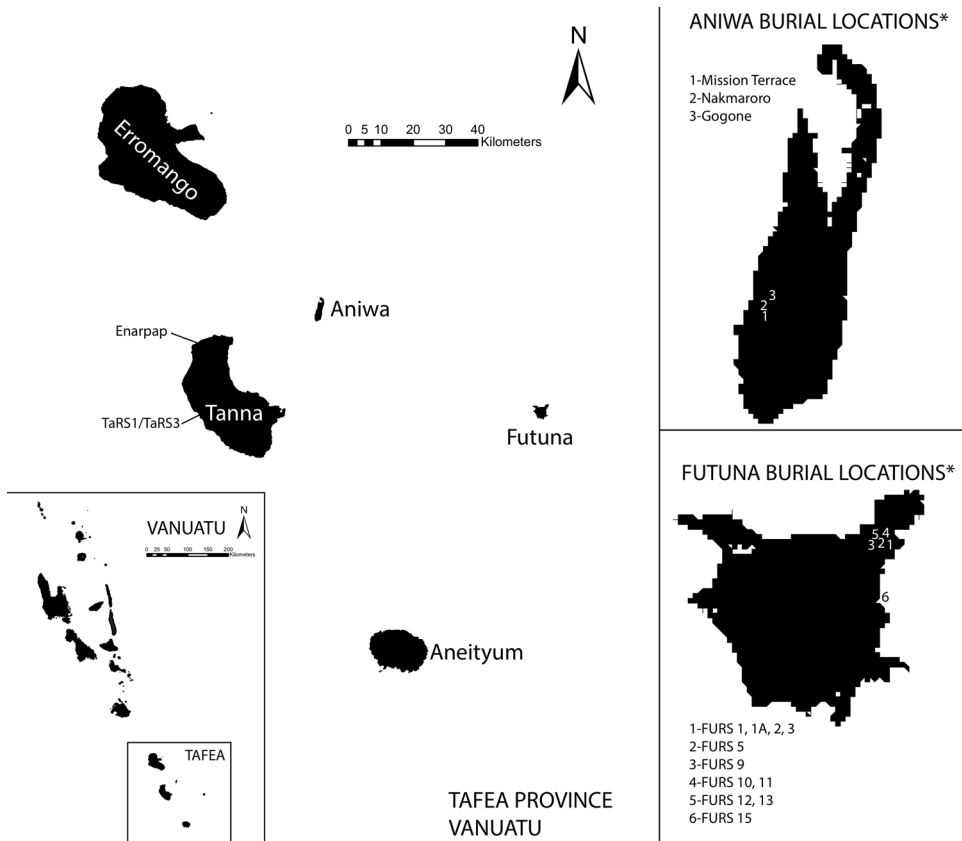 N
0 5 10 20 30 40
Kilometers
Erromango
Aniwa
Enarpap
Tanna
TaRS1/TaRS3
Futuna
Aneityum
VANUATU
N
0 25 50 100 150 200
Kilometers
TAFEA
TAFEA PROVINCE
VANUATU
ANIWA BURIAL LOCATIONS*
1-Mission Terrace
2-Nakmaroro
3-Gogone
3
2
1
FUTUNA BURIAL LOCATIONS*
5 4
3 2 1
6
1-FURS 1, 1A, 2, 3
2-FURS 5
3-FURS 9
4-FURS 10, 11
5-FURS 12, 13
6-FURS 15